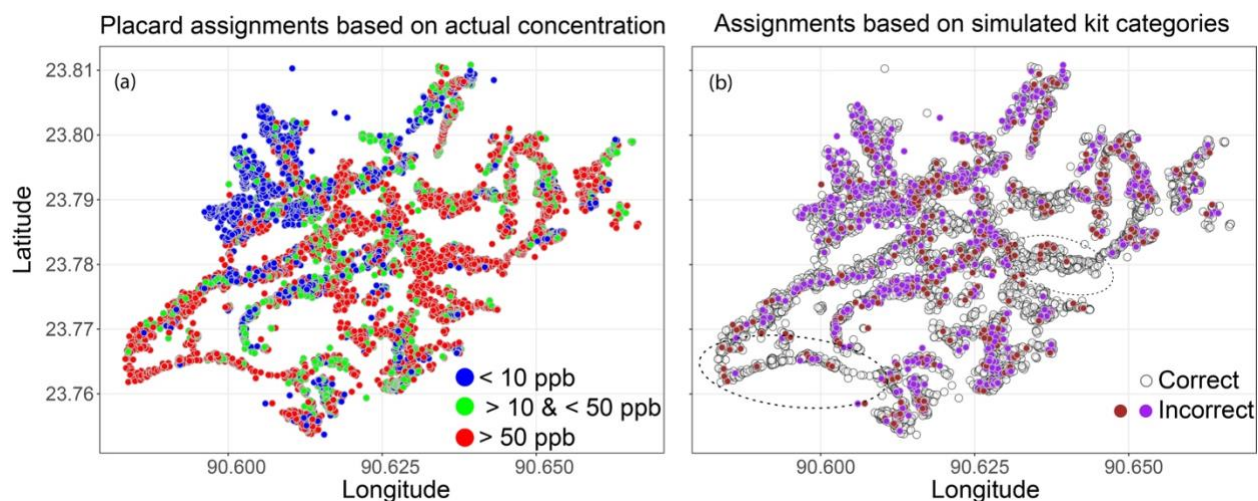 Placard assignments based on actual concentration
Assignments based on simulated kit categories
(a)
(b)
23.81
23.80
23.79
23.78
23.77
23.76
Latitude
< 10 ppb
> 10 & < 50 ppb
> 50 ppb
Correct
Incorrect
90.600
90.625
90.650
90.600
90.625
90.650
Longitude
Longitude